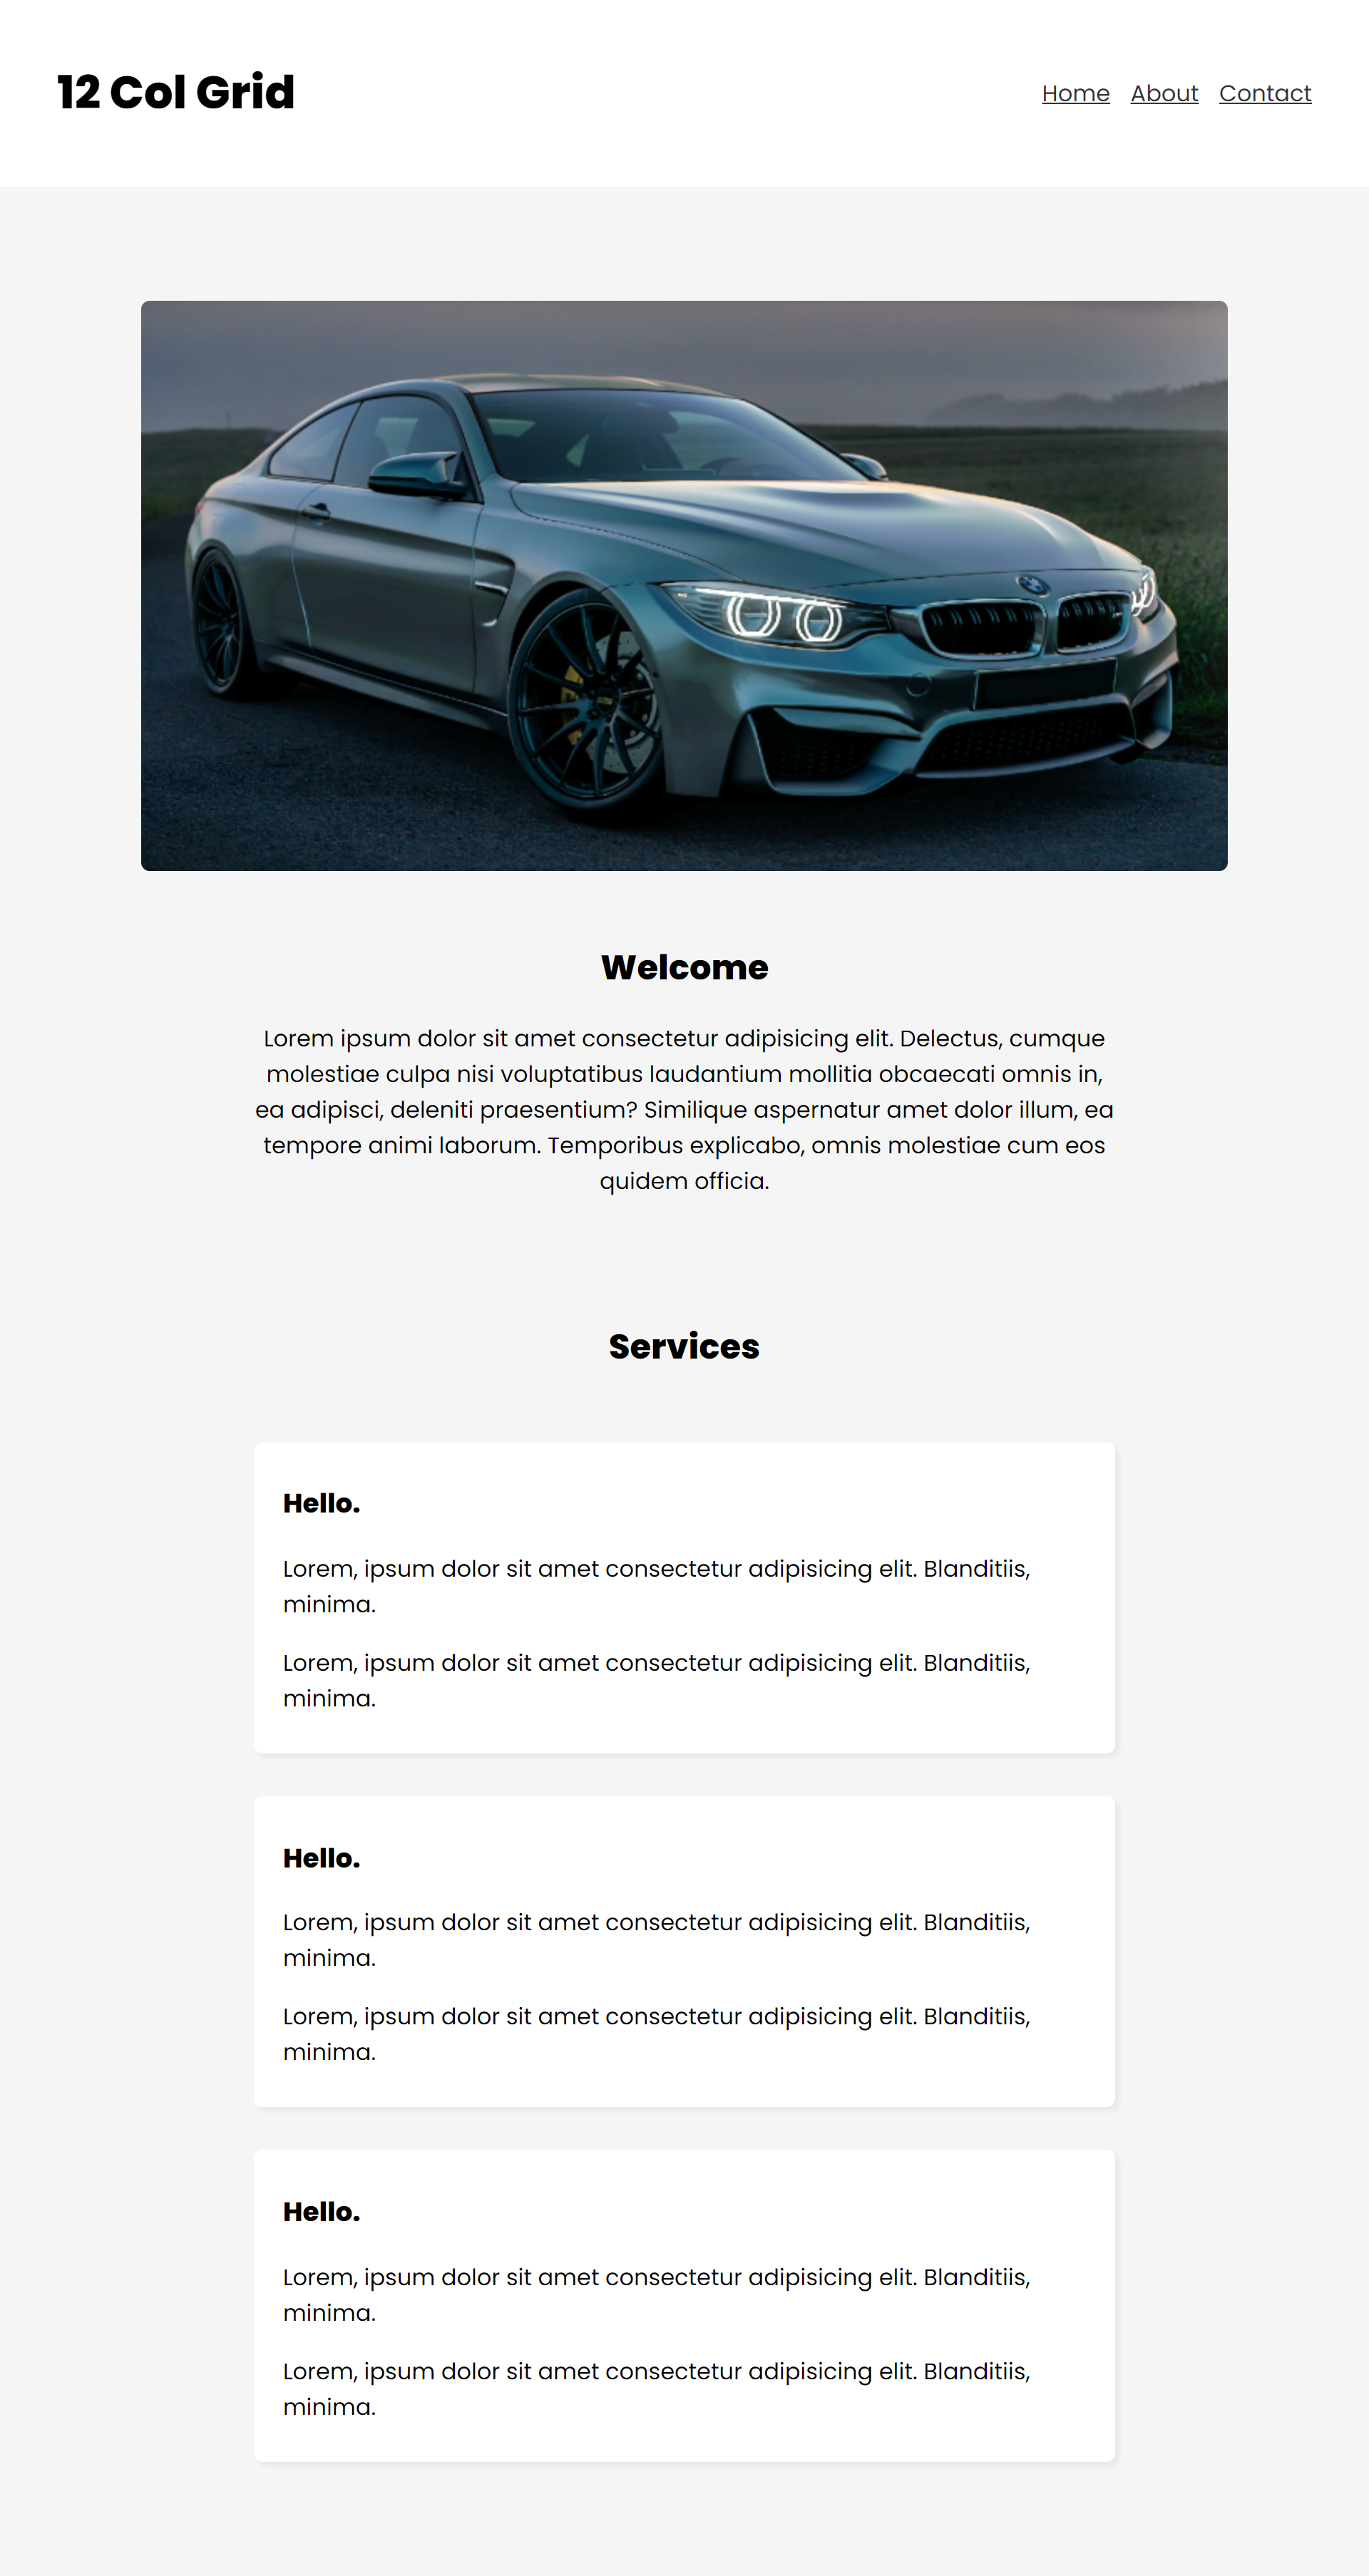 12 Col Grid
Home About Contact
Welcome
Lorem ipsum dolor sit amet consectetur adipisicing elit. Delectus, cumque
molestiae culpa nisi voluptatibus laudantium mollitia obcaecati omnis in,
ea adipisci, deleniti praesentium? Similique aspernatur amet dolor illum, ea
tempore animi laborum. Temporibus explicabo, omnis molestiae cum eos
quidem officia.
Services
Hello.
Lorem, ipsum dolor sit amet consectetur adipisicing elit. Blanditiis,
minima.
Lorem, ipsum dolor sit amet consectetur adipisicing elit. Blanditiis,
minima.
Hello.
Lorem, ipsum dolor sit amet consectetur adipisicing elit. Blanditiis,
minima.
Lorem, ipsum dolor sit amet consectetur adipisicing elit. Blanditiis,
minima.
Hello.
Lorem, ipsum dolor sit amet consectetur adipisicing elit. Blanditiis,
minima.
Lorem, ipsum dolor sit amet consectetur adipisicing elit. Blanditiis,
minima.